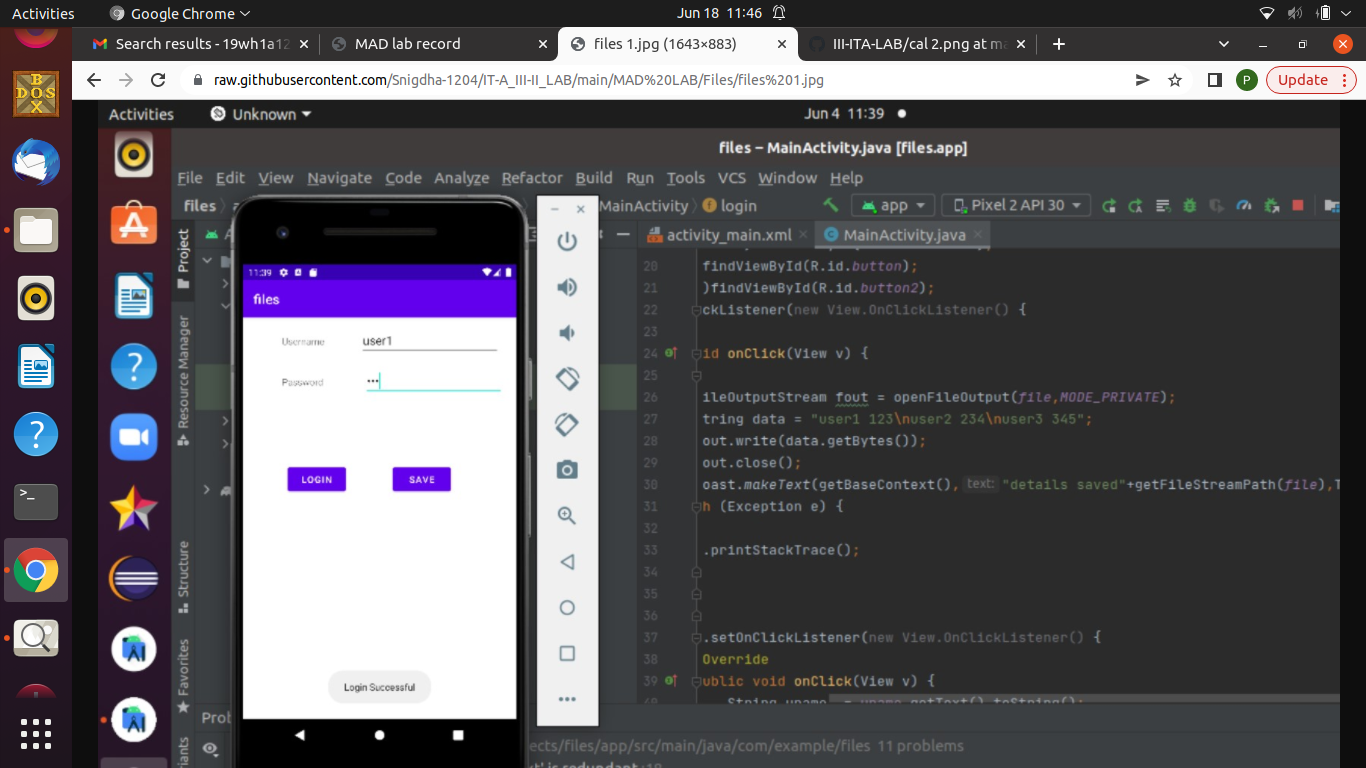 Activities Google Chrome Jun 18 11:46
Search results - 19wh1a12 MAD lab record files 1.jpg (1643×883) III-ITA-LAB/cal 2.png at ma
raw.githubusercontent.com/Snigdha-1204/IT-A_III-II_LAB/main/MAD%20LAB/Files/files%201.jpg P Update
Activities Unknown Jun 4 11:39
files – MainActivity.java [files.app]
File Edit View Navigate Code Analyze Refactor Build Run Tools VCS Window Help
files MainActivity login app Pixel 2 API 30
activity_main.xml MainActivity.java
Project
Resource Manager
Structure
Favorites
11:39
files
Username user1
Password •••
LOGIN SAVE
Login Successful
20 findViewById(R.id.button);
21 )findViewById(R.id.button2);
22 ckListener(new View.OnClickListener() {
23
24 id onClick(View v) {
25
26 ileOutputStream fout = openFileOutput(file,MODE_PRIVATE);
27 tring data = "user1 123\nuser2 234\nuser3 345";
28 out.write(data.getBytes());
29 out.close();
30 oast.makeText(getBaseContext(), text: "details saved"+getFileStreamPath(file),T
31 h (Exception e) {
32
33 .printStackTrace();
34
35
36
37 .setOnClickListener(new View.OnClickListener() {
38 Override
39 ublic void onClick(View v) {
String uname = uname.getText().toString();
Prob
ects/files/app/src/main/java/com/example/files 11 problems
' is redundant :18
riants
DOS BOX